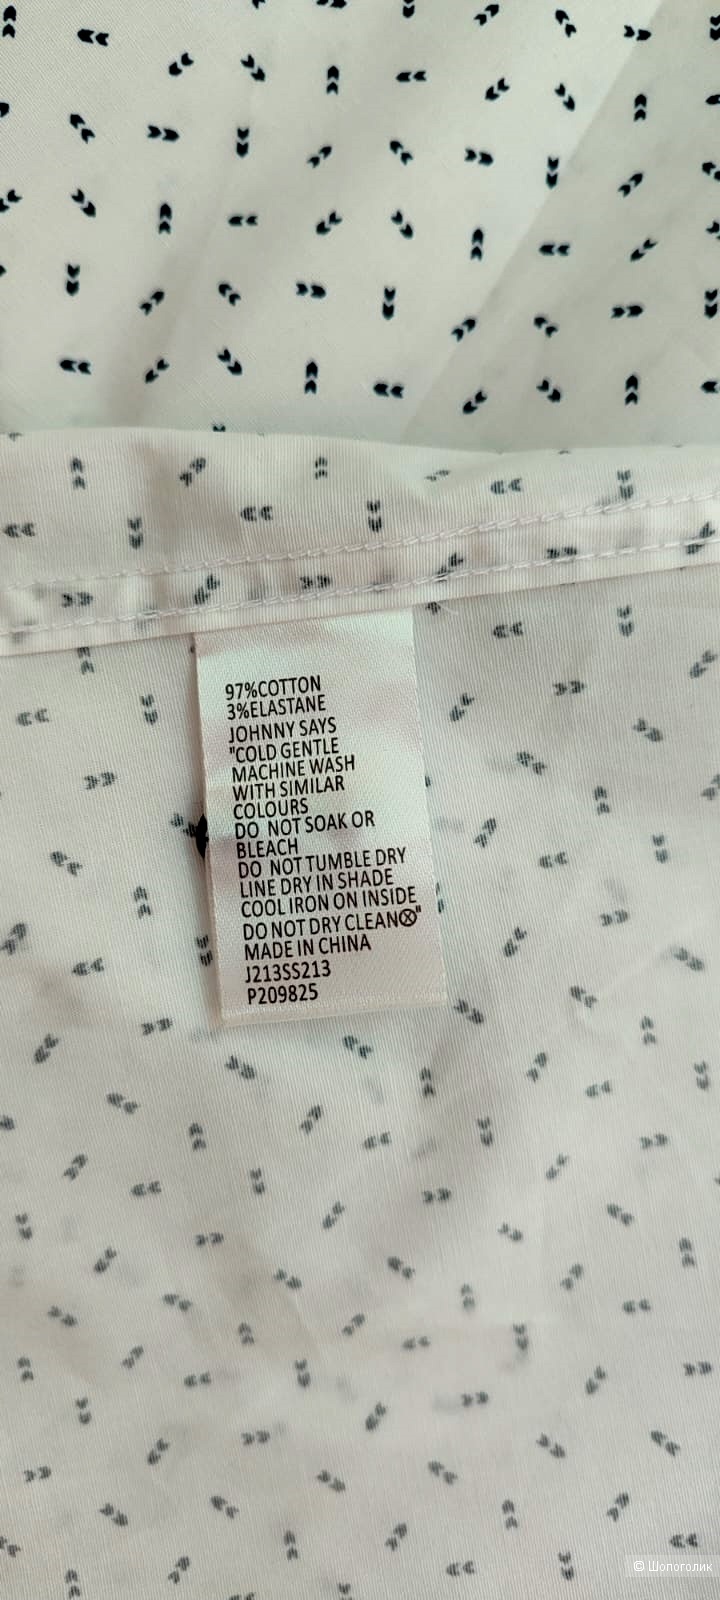 97%COTTON
3%ELASTANE
JOHNNY SAYS
"COLD GENTLE
MACHINE WASH
WITH SIMILAR
COLOURS
DO NOT SOAK OR
BLEACH
DO NOT TUMBLE DRY
LINE DRY IN SHADE
COOL IRON ON INSIDE
DO NOT DRY CLEAN"
MADE IN CHINA
J213SS213
P209825
© Шопоголик